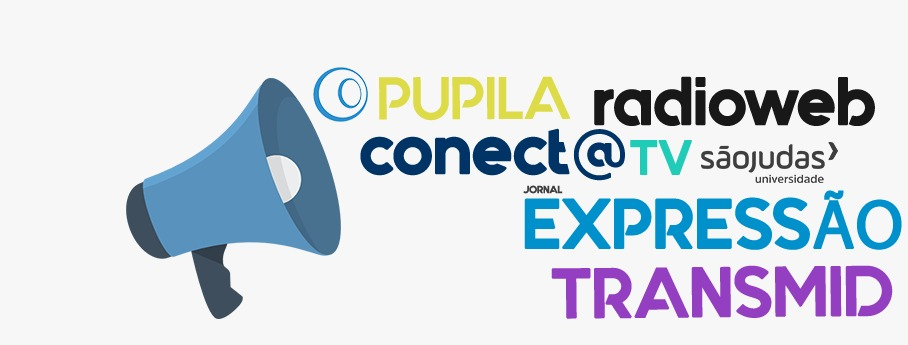 PUPILA radioweb
conect@TV sãojudas
universidade
JORNAL
EXPRESSÃO
TRANSMID